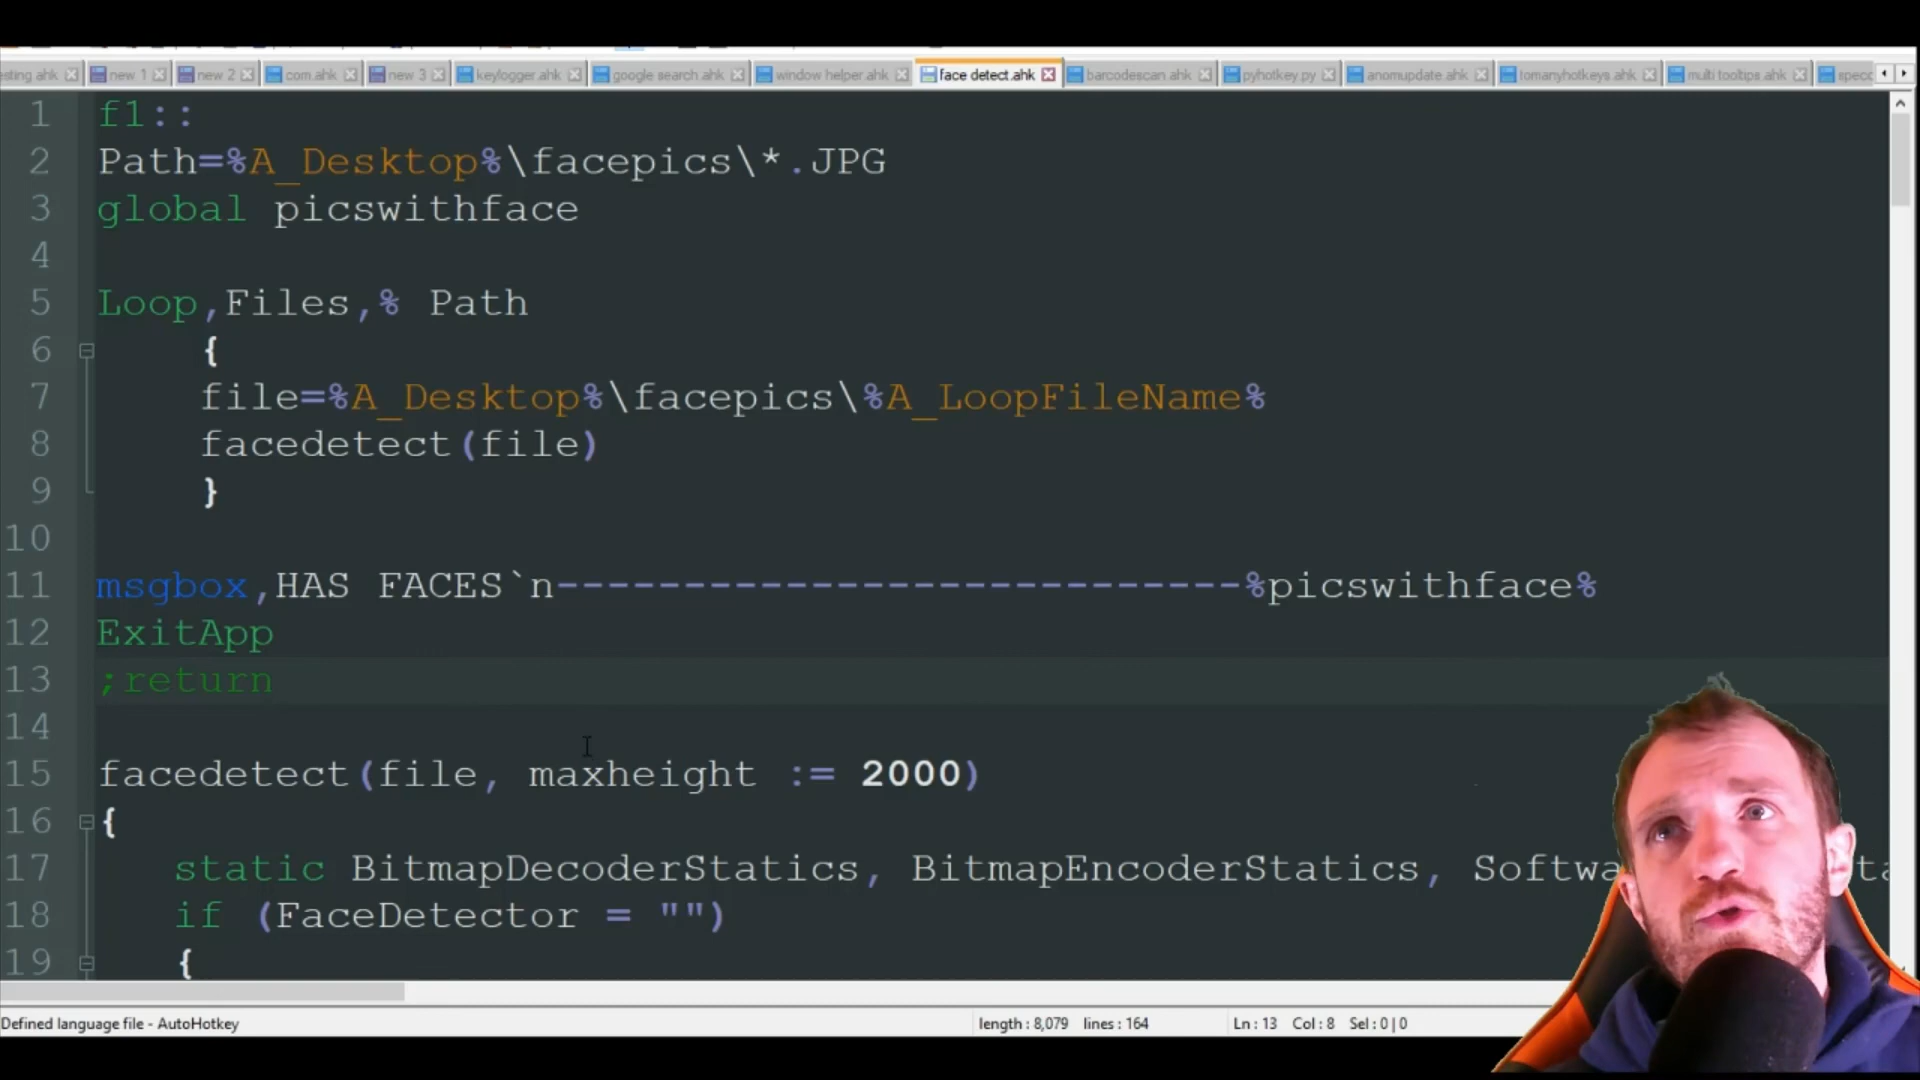 esting.ahk new 1 new 2 com.ahk new 3 keylogger.ahk google search.ahk window helper.ahk face detect.ahk barcodescan.ahk pyhotkey.py anomupdate.ahk tomanyhotkeys.ahk multi tooltips.ahk specc
1 f1::
2 Path=%A_Desktop%\facepics\*.JPG
3 global picswithface
4
5 Loop,Files,% Path
6 {
7 file=%A_Desktop%\facepics\%A_LoopFileName%
8 facedetect(file)
9 }
10
11 msgbox,HAS FACES`n---------------------------%picswithface%
12 ExitApp
13 ;return
14
15 facedetect(file, maxheight := 2000)
16 {
17 static BitmapDecoderStatics, BitmapEncoderStatics, Softwa ta
18 if (FaceDetector = "")
19 {
Defined language file - AutoHotkey length : 8,079 lines : 164 Ln : 13 Col : 8 Sel : 0 | 0